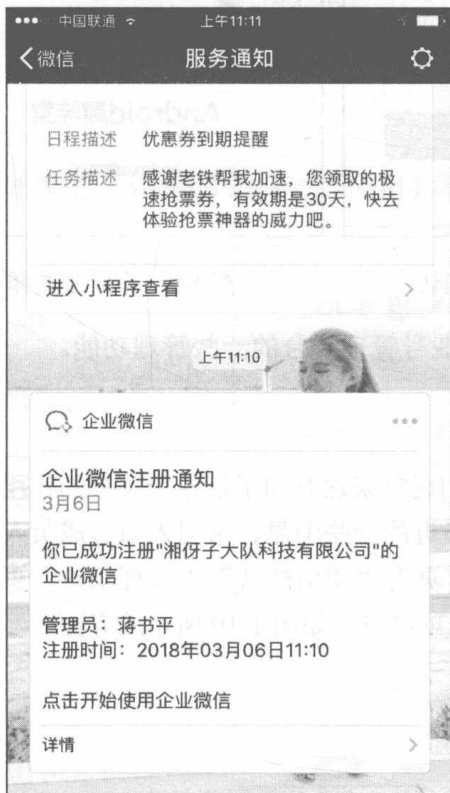 中国联通 上午11:11
微信 服务通知
日程描述 优惠券到期提醒
任务描述 感谢老铁帮我加速，您领取的极
速抢票券，有效期是30天，快去
体验抢票神器的威力吧。
进入小程序查看
上午11:10
企业微信
企业微信注册通知
3月6日
你已成功注册"湘伢子大队科技有限公司"的
企业微信
管理员：蒋书平
注册时间：2018年03月06日11:10
点击开始使用企业微信
详情